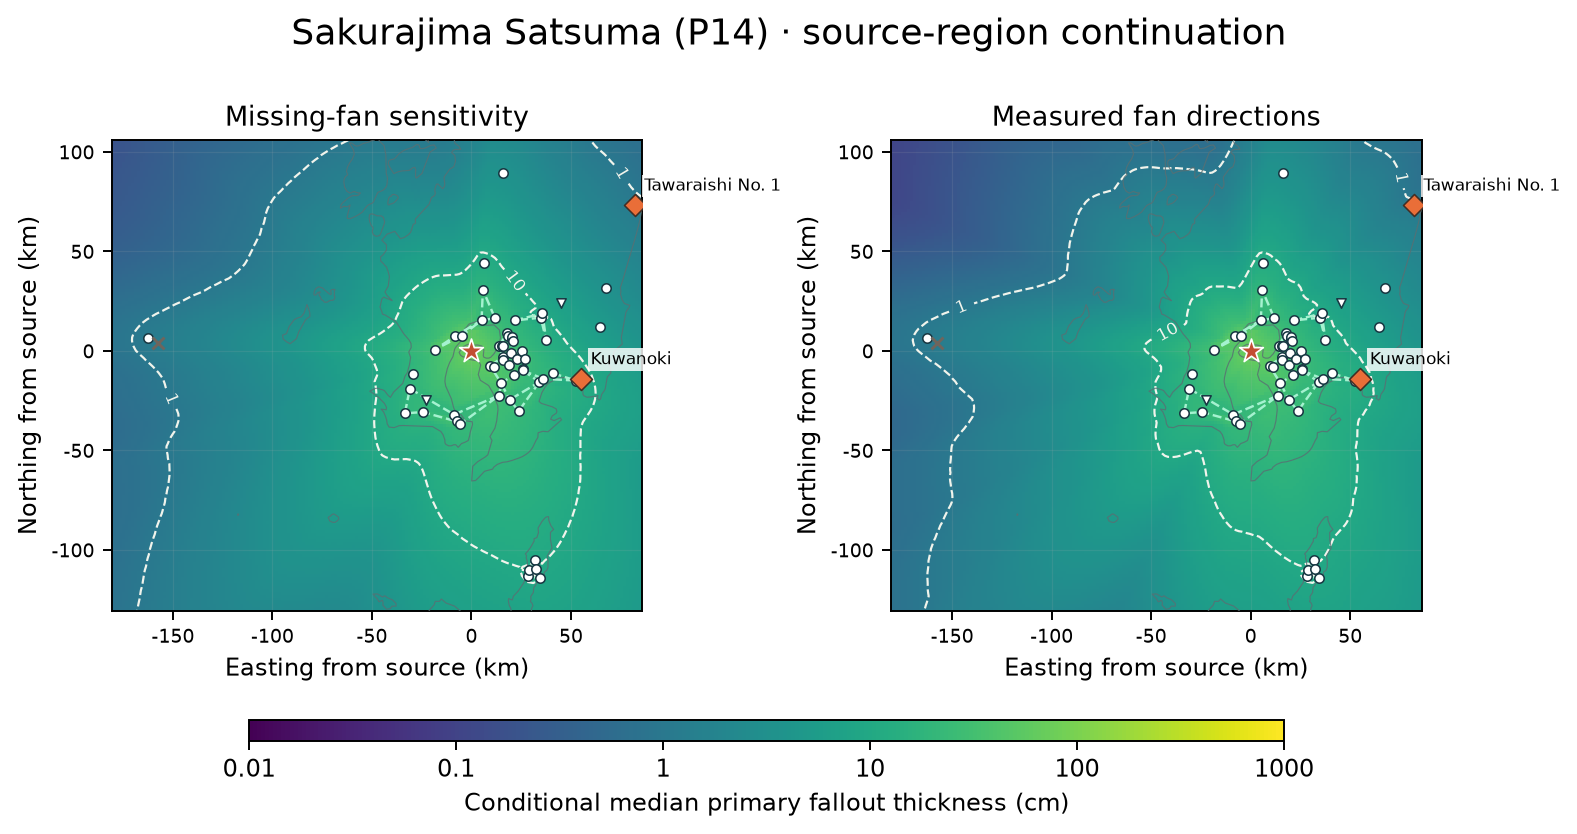 Sakurajima Satsuma (P14) · source-region continuation
Missing-fan sensitivity
Measured fan directions
100
50
0
-50
-100
-150
-100
-50
0
50
Northing from source (km)
Easting from source (km)
1
1
10
Tawaraishi No. 1
Kuwanoki
100
50
0
-50
-100
-150
-100
-50
0
50
Northing from source (km)
Easting from source (km)
1
1
10
Tawaraishi No. 1
Kuwanoki
0.01
0.1
1
10
100
1000
Conditional median primary fallout thickness (cm)